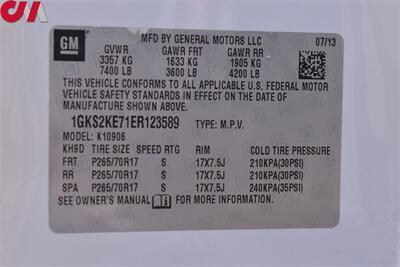 GM
MFD BY GENERAL MOTORS LLC
07/13
GVWR GAWR FRT GAWR RR
3357 KG 1633 KG 1905 KG
7400 LB 3600 LB 4200 LB
THIS VEHICLE CONFORMS TO ALL APPLICABLE U.S. FEDERAL MOTOR
VEHICLE SAFETY STANDARDS IN EFFECT ON THE DATE OF
MANUFACTURE SHOWN ABOVE.
1GKS2KE71ER123589 TYPE: M.P.V.
MODEL: K10906
KH9D TIRE SIZE SPEED RTG RIM COLD TIRE PRESSURE
FRT P265/70R17 S 17X7.5J 210KPA(30PSI)
RR P265/70R17 S 17X7.5J 210KPA(30PSI)
SPA P265/70R17 S 17X7.5J 240KPA(35PSI)
SEE OWNER'S MANUAL FOR ADDITIONAL INFORMATION.